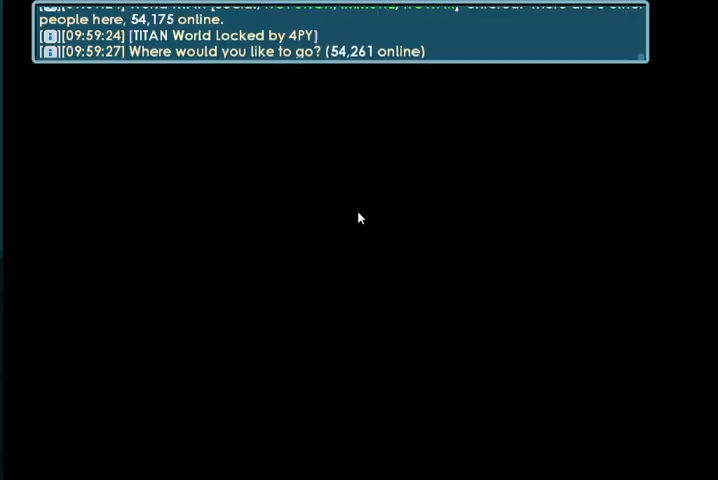 people here, 54,175 online.
[09:59:24] [TITAN World Locked by 4PY]
[09:59:27] Where would you like to go? (54,261 online)